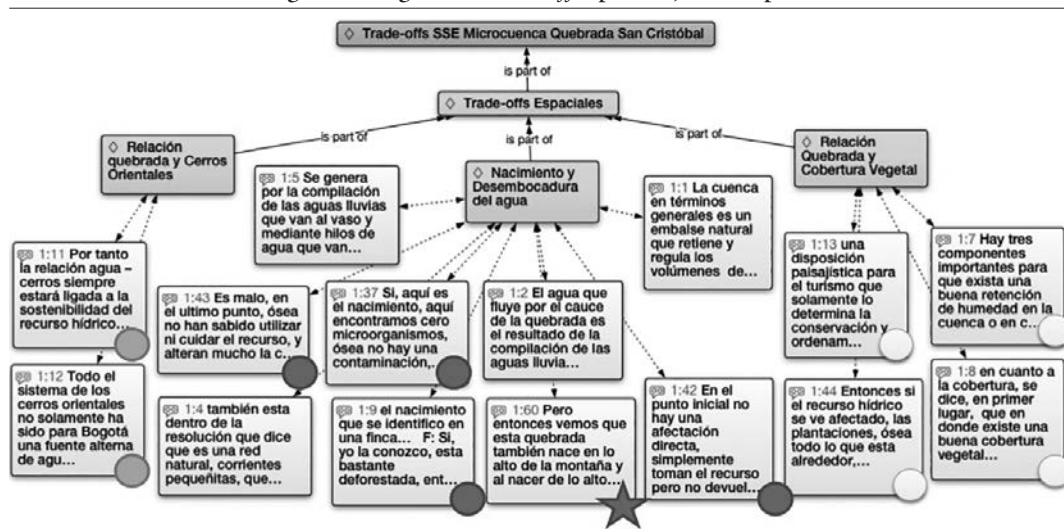 ◇ Trade-offs SSE Microcuenca Quebrada San Cristóbal
is part of
◇ Trade-offs Espaciales
is part of
is part of
is part of
◇ Relación
quebrada y Cerros
Orientales
◇ Nacimiento y
Desembocadura
del agua
◇ Relación
Quebrada y
Cobertura Vegetal
1:5 Se genera
por la compilación
de las aguas lluvias
que van al vaso y
mediante hilos de
agua que van…
1:1 La cuenca
en términos
generales es un
embalse natural
que retiene y
regula los
volúmenes de…
1:11 Por tanto
la relación agua –
cerros siempre
estará ligada a la
sostenibilidad del
recurso hídrico…
1:43 Es malo, en
el ultimo punto, ósea
no han sabido utilizar
ni cuidar el recurso, y
alteran mucho la c…
1:37 Si, aquí es
el nacimiento, aquí
encontramos cero
microorganismos,
ósea no hay una
contaminación,..
1:2 El agua que
fluye por el cauce
de la quebrada es
el resultado de la
compilación de las
aguas lluvia…
1:13 una
disposición
paisajística para
el turismo que
solamente lo
determina la
conservación y
ordenam…
1:7 Hay tres
componentes
importantes para
que exista una
buena retención
de humedad en la
cuenca o en c…
1:12 Todo el
sistema de los
cerros orientales
no solamente ha
sido para Bogotá
una fuente alterna
de agu…
1:4 también esta
dentro de la
resolución que dice
que es una red
natural, corrientes
pequeñitas, que…
1:9 el nacimiento
que se identifico en
una finca… F: Si,
yo la conozco, esta
bastante
deforestada, ent…
1:60 Pero
entonces vemos que
esta quebrada
también nace en lo
alto de la montaña y
al nacer de lo alto…
1:42 En el
punto inicial no
hay una
afectación
directa,
simplemente
toman el recurso
pero no devuel…
1:44 Entonces si
el recurso hídrico
se ve afectado, las
plantaciones, ósea
todo lo que esta
alrededor,…
1:8 en cuanto a
la cobertura, se
dice, en primer
lugar, que en
donde existe una
buena cobertura
vegetal…